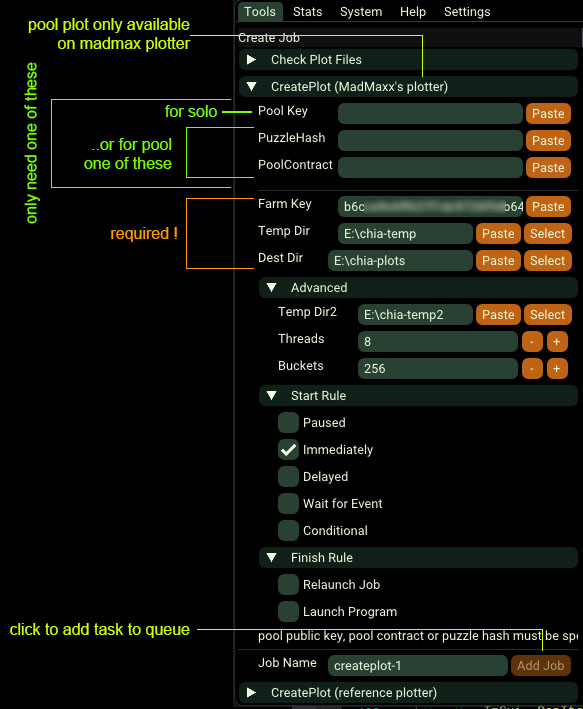 Tools Stats System Help Settings
pool plot only available
on madmax plotter
Create Job
Check Plot Files
CreatePlot (MadMaxx's plotter)
only need one of these
for solo
Pool Key Paste
..or for pool
one of these
PuzzleHash Paste
PoolContract Paste
required !
Farm Key b6c b64 Paste
Temp Dir E:\chia-temp Paste Select
Dest Dir E:\chia-plots Paste Select
Advanced
Temp Dir2 E:\chia-temp2 Paste Select
Threads 8 - +
Buckets 256 - +
Start Rule
Paused
Immediately
Delayed
Wait for Event
Conditional
Finish Rule
Relaunch Job
Launch Program
click to add task to queue
pool public key, pool contract or puzzle hash must be spe
Job Name createplot-1 Add Job
CreatePlot (reference plotter)